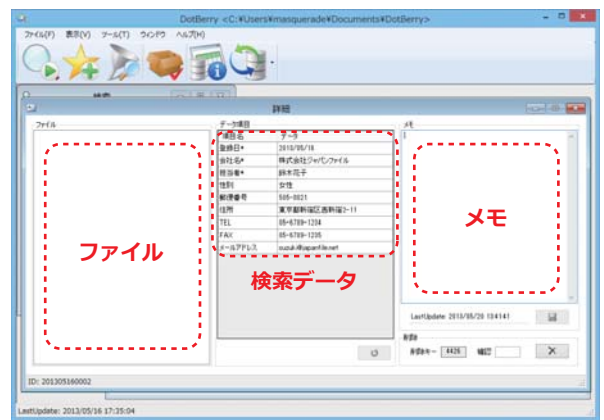 DotBerry <C:¥Users¥masquerade¥Documents¥DotBerry>
ファイル(F) 表示(V) ツール(T) ウインドウ ヘルプ(H)
検索
詳細
ファイル
データ項目
メモ
項目名 データ
登録日* 2013/05/16
会社名* 株式会社ジャパンファイル
担当者* 鈴木花子
性別 女性
郵便番号 505-0021
住所 東京都新宿区西新宿2-11
TEL 05-6789-1234
FAX 05-6789-1235
メールアドレス suzuki@japanfile.net
ファイル
検索データ
メモ
LastUpdate: 2013/05/20 13:41:41
削除
削除キー 4426 確認
ID: 201305160002
LastUpdate: 2013/05/16 17:35:04